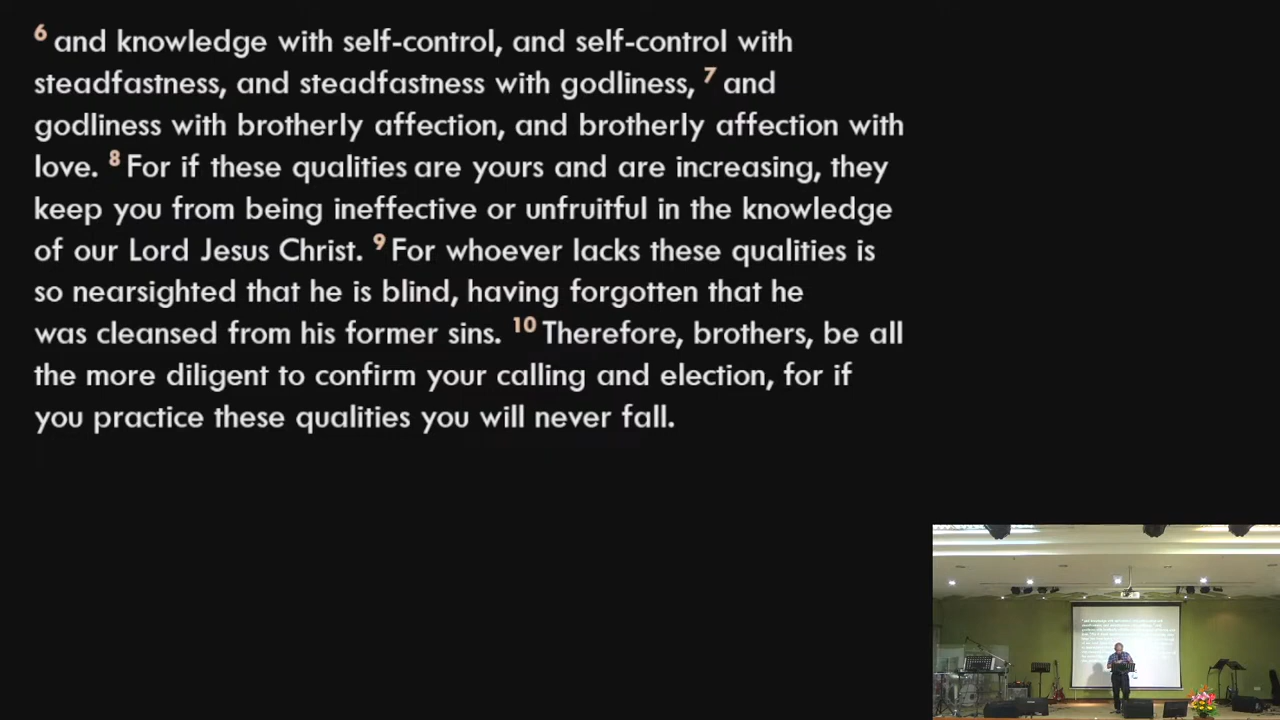 6 and knowledge with self-control, and self-control with
steadfastness, and steadfastness with godliness, 7 and
godliness with brotherly affection, and brotherly affection with
love. 8 For if these qualities are yours and are increasing, they
keep you from being ineffective or unfruitful in the knowledge
of our Lord Jesus Christ. 9 For whoever lacks these qualities is
so nearsighted that he is blind, having forgotten that he
was cleansed from his former sins. 10 Therefore, brothers, be all
the more diligent to confirm your calling and election, for if
you practice these qualities you will never fall.